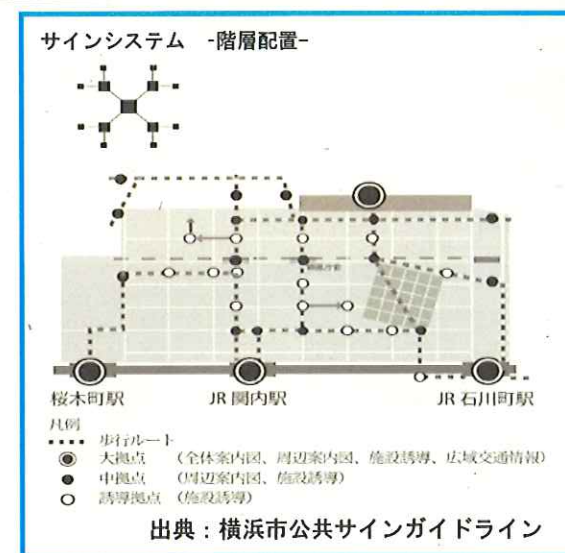 サインシステム　-階層配置-
桜木町駅　JR 関内駅　JR 石川町駅
凡例
歩行ルート
大拠点　（全体案内図、周辺案内図、施設誘導、広域交通情報）
中拠点　（周辺案内図、施設誘導）
誘導拠点（施設誘導）
出典：横浜市公共サインガイドライン